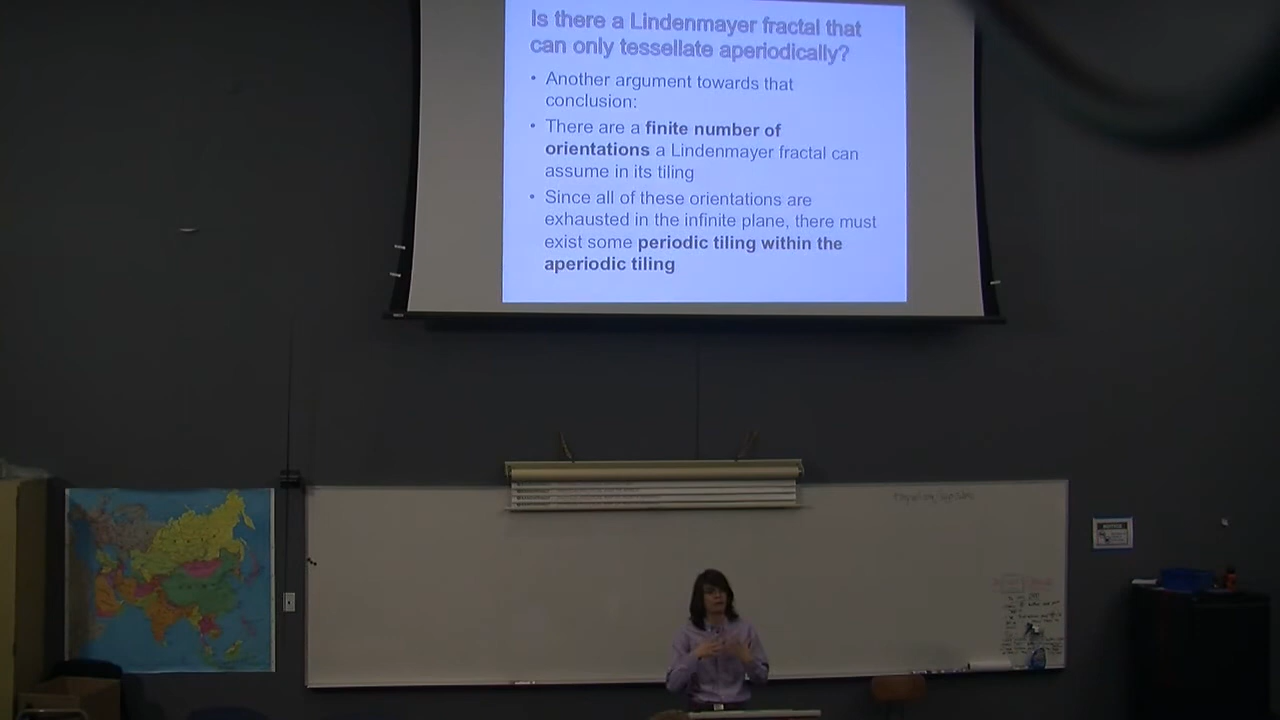 Is there a Lindenmayer fractal that
can only tessellate aperiodically?
• Another argument towards that
conclusion:
• There are a finite number of
orientations a Lindenmayer fractal can
assume in its tiling
• Since all of these orientations are
exhausted in the infinite plane, there must
exist some periodic tiling within the
aperiodic tiling
NOTICE